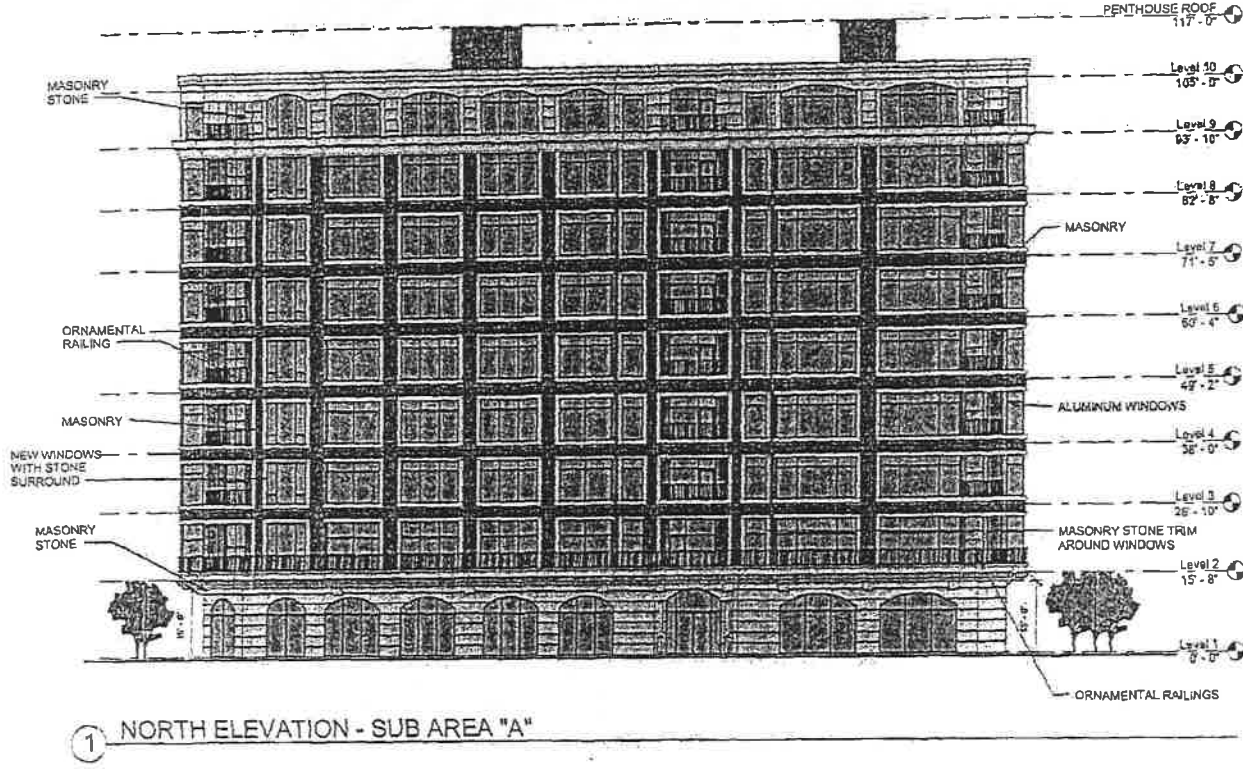 PENTHOUSE ROOF
117' - 0"
MASONRY
STONE
Level 10
105' - 0"
Level 9
93' - 10"
Level 8
82' - 8"
MASONRY
Level 7
71' - 6"
ORNAMENTAL
RAILING
Level 6
60' - 4"
Level 5
49' - 2"
MASONRY
ALUMINUM WINDOWS
NEW WINDOWS
WITH STONE
SURROUND
Level 4
38' - 0"
Level 3
26' - 10"
MASONRY
STONE
MASONRY STONE TRIM
AROUND WINDOWS
Level 2
15' - 8"
Level 1
0' - 0"
ORNAMENTAL RAILINGS
1 NORTH ELEVATION - SUB AREA "A"